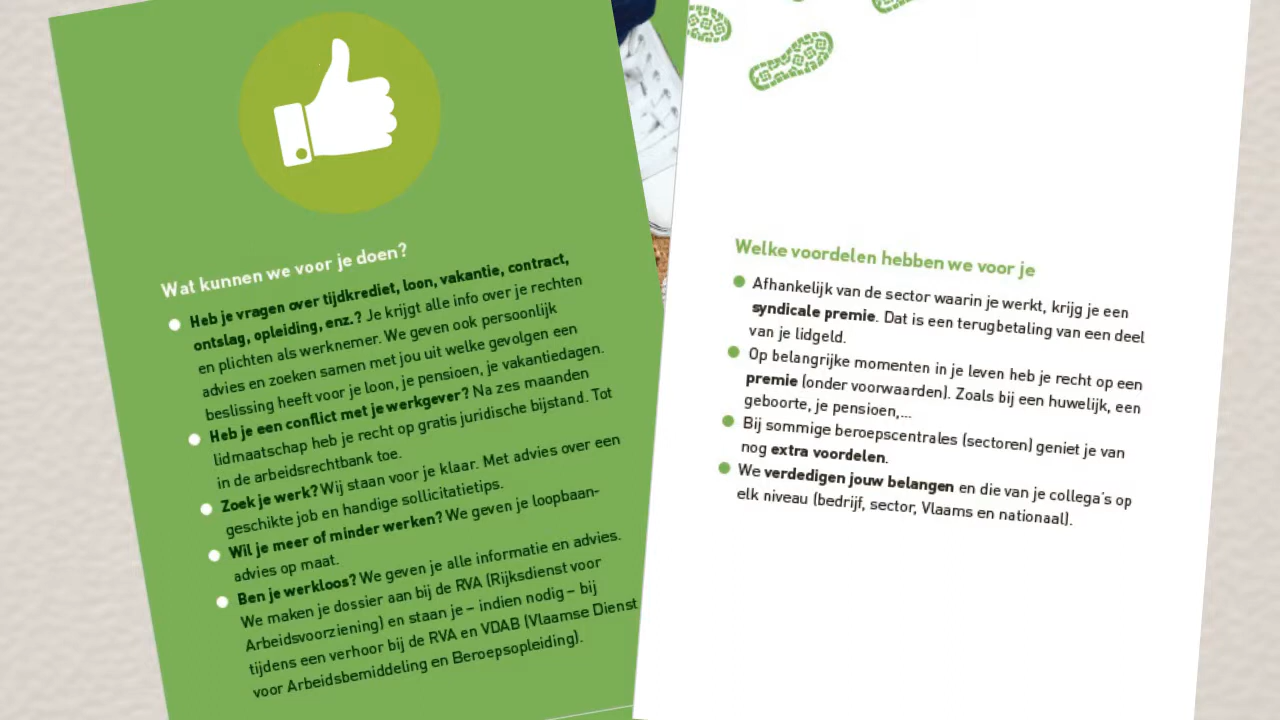 Wat kunnen we voor je doen?
Heb je vragen over tijdkrediet, loon, vakantie, contract,
ontslag, opleiding, enz.? Je krijgt alle info over je rechten
en plichten als werknemer. We geven ook persoonlijk
advies en zoeken samen met jou uit welke gevolgen een
beslissing heeft voor je loon, je pensioen, je vakantiedagen.
Heb je een conflict met je werkgever? Na zes maanden
lidmaatschap heb je recht op gratis juridische bijstand. Tot
in de arbeidsrechtbank toe.
Zoek je werk? Wij staan voor je klaar. Met advies over een
geschikte job en handige sollicitatietips.
Wil je meer of minder werken? We geven je loopbaan-
advies op maat.
Ben je werkloos? We geven je alle informatie en advies.
We maken je dossier aan bij de RVA (Rijksdienst voor
Arbeidsvoorziening) en staan je – indien nodig – bij
tijdens een verhoor bij de RVA en VDAB (Vlaamse Dienst
voor Arbeidsbemiddeling en Beroepsopleiding).
Welke voordelen hebben we voor je
Afhankelijk van de sector waarin je werkt, krijg je een
syndicale premie. Dat is een terugbetaling van een deel
van je lidgeld.
Op belangrijke momenten in je leven heb je recht op een
premie (onder voorwaarden). Zoals bij een huwelijk, een
geboorte, je pensioen,...
Bij sommige beroepscentrales (sectoren) geniet je van
nog extra voordelen.
We verdedigen jouw belangen en die van je collega's op
elk niveau (bedrijf, sector, Vlaams en nationaal).